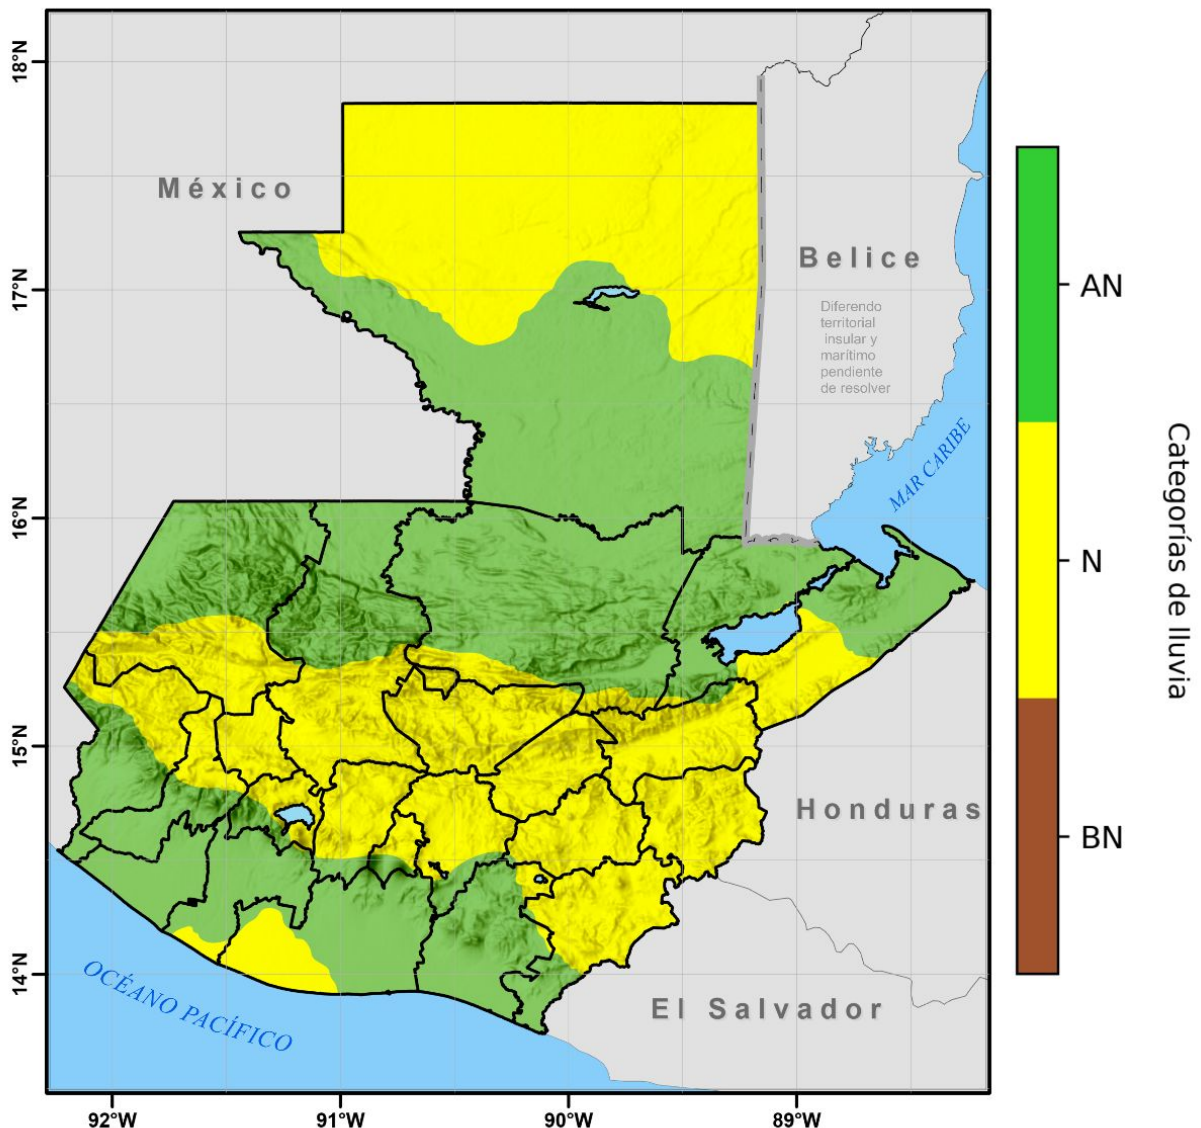 18°N
17°N
16°N
15°N
14°N
México
Belice
Diferendo
territorial
insular y
marítimo
pendiente
de resolver
MAR CARIBE
Honduras
El Salvador
OCÉANO PACÍFICO
92°W
91°W
90°W
89°W
AN
N
BN
Categorías de lluvia